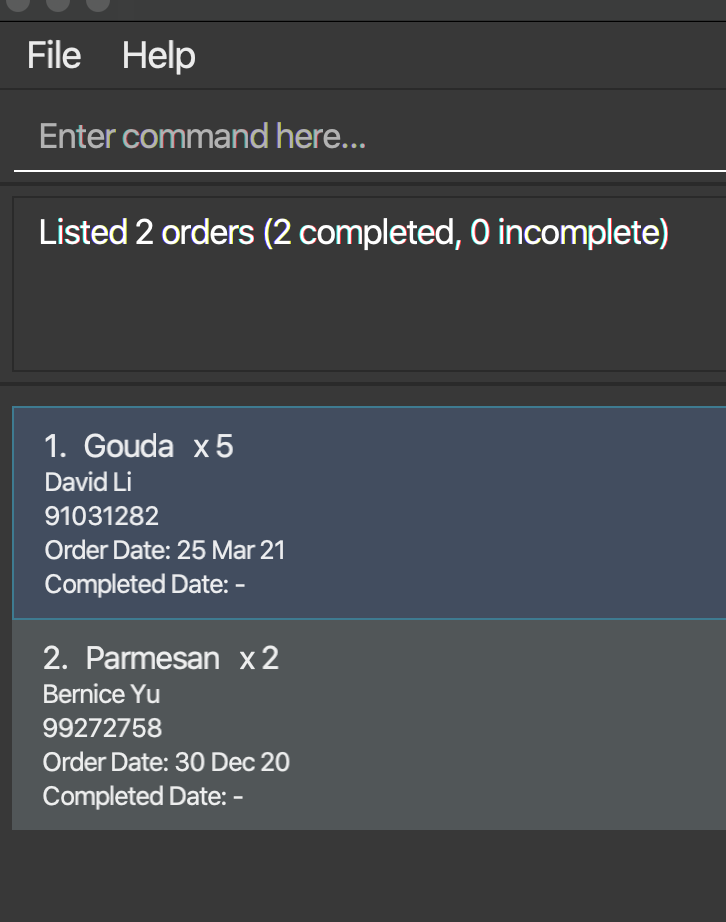 File Help
Enter command here...
Listed 2 orders (2 completed, 0 incomplete)
1. Gouda x 5
David Li
91031282
Order Date: 25 Mar 21
Completed Date: -
2. Parmesan x 2
Bernice Yu
99272758
Order Date: 30 Dec 20
Completed Date: -